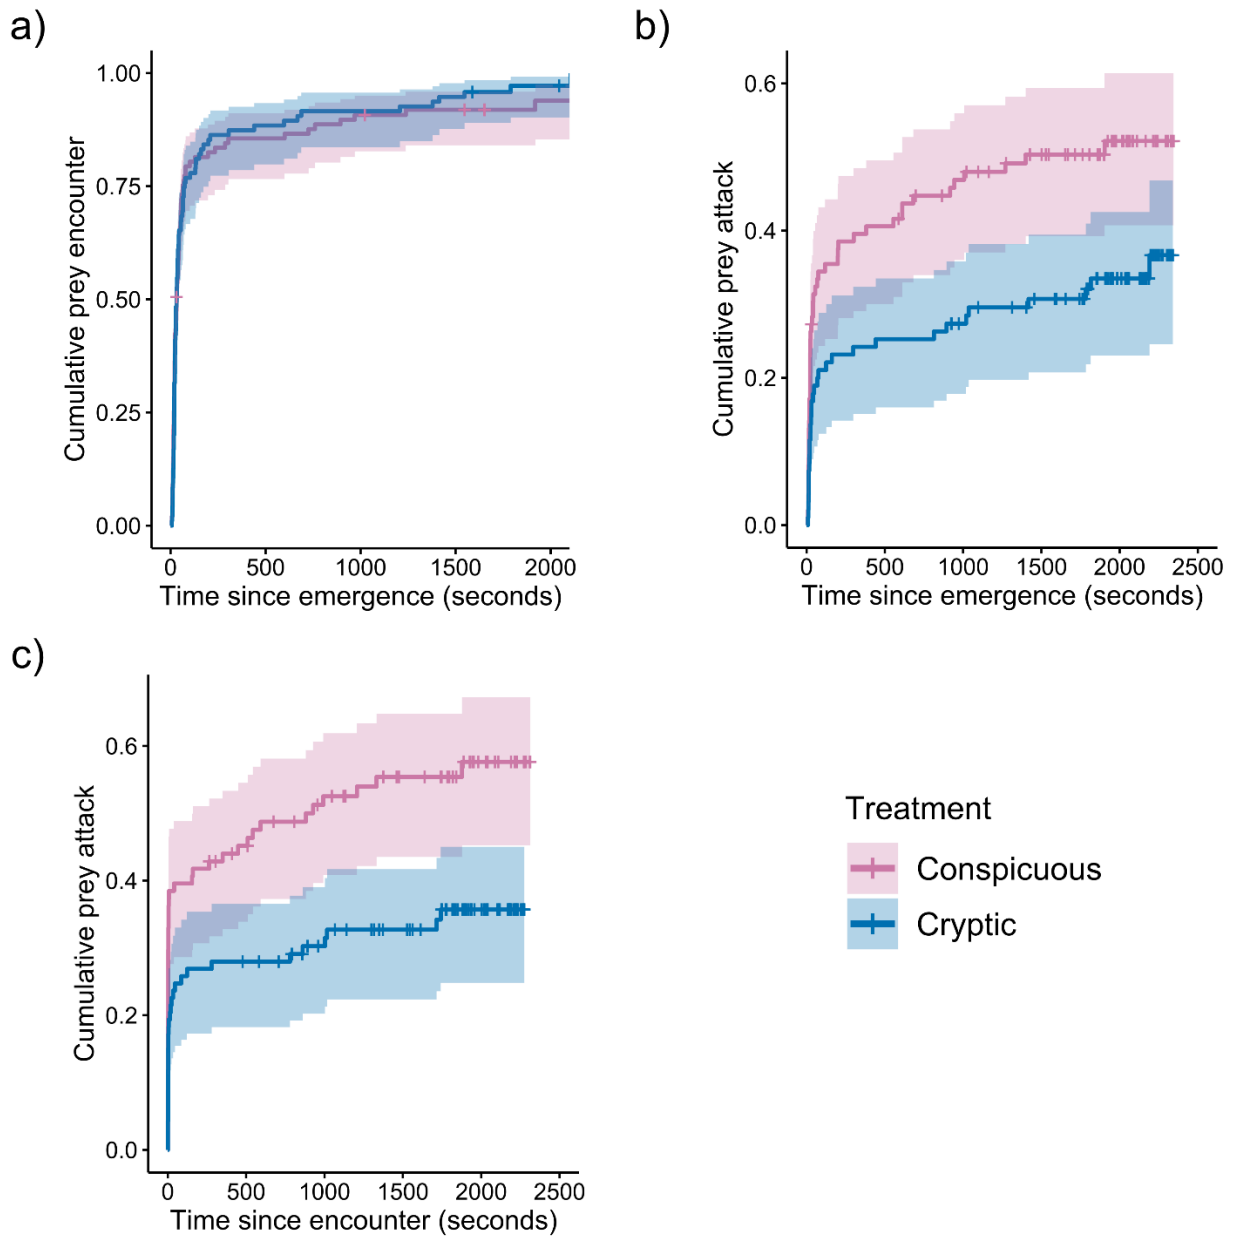 a)
1.00
0.75
0.50
0.25
0.00
Cumulative prey encounter
0 500 1000 1500 2000
Time since emergence (seconds)
b)
0.6
0.4
0.2
0.0
Cumulative prey attack
0 500 1000 1500 2000 2500
Time since emergence (seconds)
c)
0.6
0.4
0.2
0.0
Cumulative prey attack
0 500 1000 1500 2000 2500
Time since encounter (seconds)
Treatment
Conspicuous
Cryptic